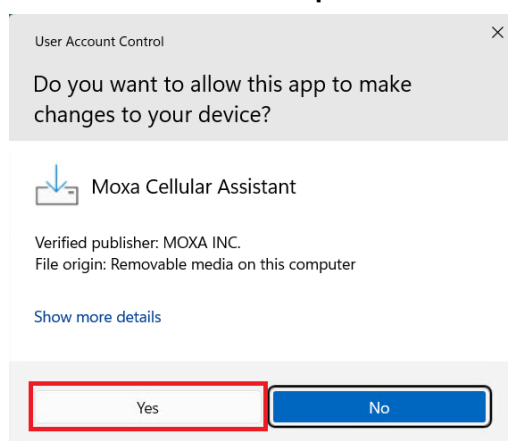 User Account Control
Do you want to allow this app to make
changes to your device?
Moxa Cellular Assistant
Verified publisher: MOXA INC.
File origin: Removable media on this computer
Show more details
Yes
No